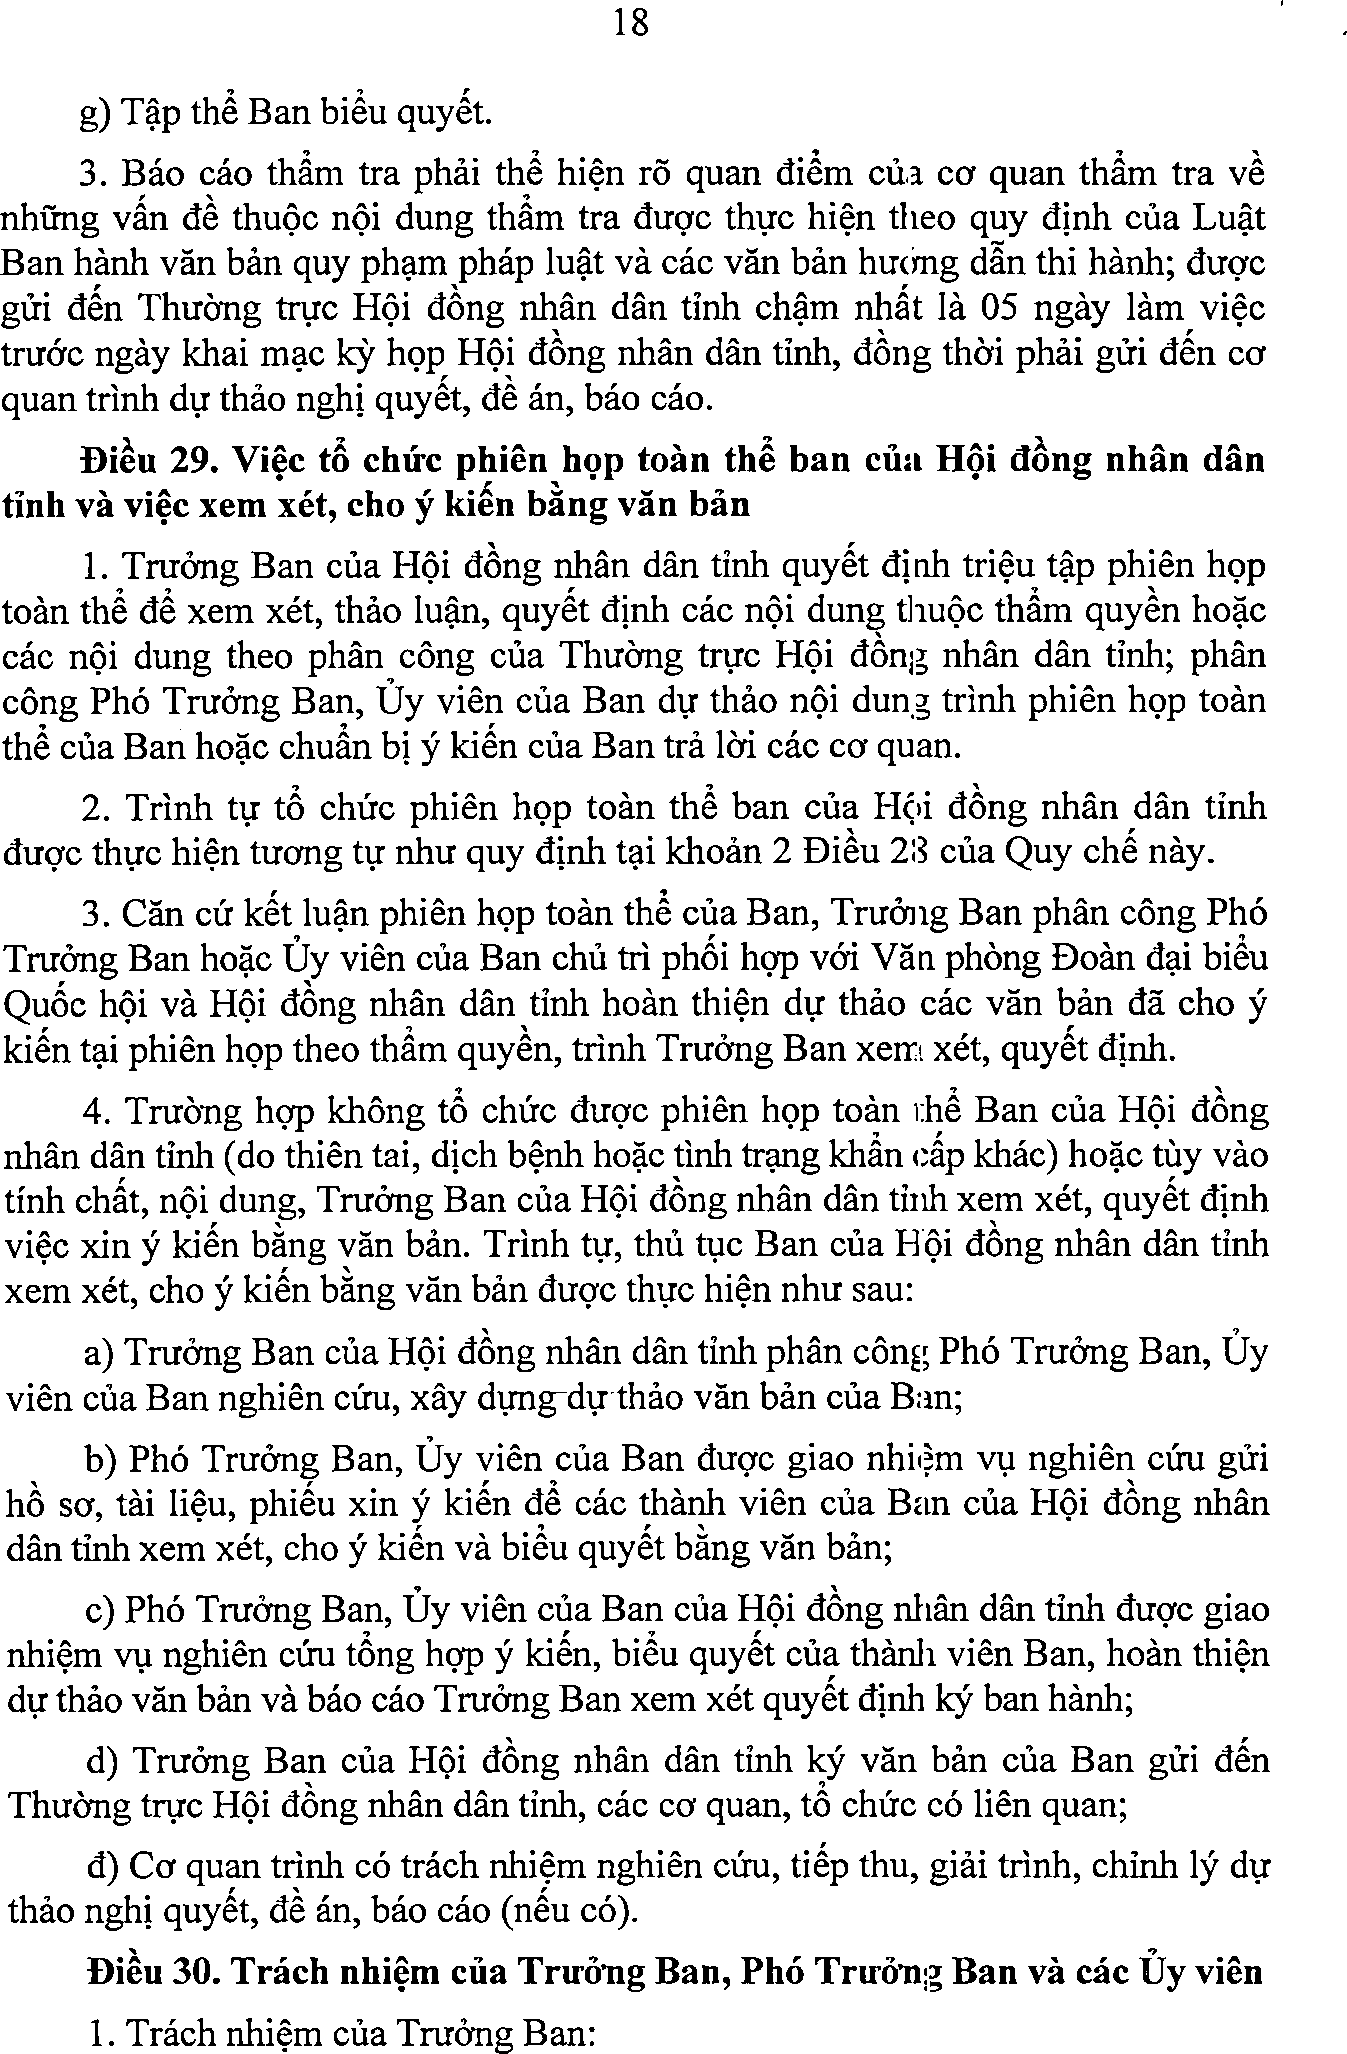 18
g) Tập thể Ban biểu quyết.
3. Báo cáo thẩm tra phải thể hiện rõ quan điểm của cơ quan thẩm tra về
những vấn đề thuộc nội dung thẩm tra được thực hiện theo quy định của Luật
Ban hành văn bản quy phạm pháp luật và các văn bản hướng dẫn thi hành; được
gửi đến Thường trực Hội đồng nhân dân tỉnh chậm nhất là 05 ngày làm việc
trước ngày khai mạc kỳ họp Hội đồng nhân dân tỉnh, đồng thời phải gửi đến cơ
quan trình dự thảo nghị quyết, đề án, báo cáo.
Điều 29. Việc tổ chức phiên họp toàn thể ban của Hội đồng nhân dân
tỉnh và việc xem xét, cho ý kiến bằng văn bản
1. Trưởng Ban của Hội đồng nhân dân tỉnh quyết định triệu tập phiên họp
toàn thể để xem xét, thảo luận, quyết định các nội dung thuộc thẩm quyền hoặc
các nội dung theo phân công của Thường trực Hội đồng nhân dân tỉnh; phân
công Phó Trưởng Ban, Ủy viên của Ban dự thảo nội dung trình phiên họp toàn
thể của Ban hoặc chuẩn bị ý kiến của Ban trả lời các cơ quan.
2. Trình tự tổ chức phiên họp toàn thể ban của Hội đồng nhân dân tỉnh
được thực hiện tương tự như quy định tại khoản 2 Điều 28 của Quy chế này.
3. Căn cứ kết luận phiên họp toàn thể của Ban, Trưởng Ban phân công Phó
Trưởng Ban hoặc Ủy viên của Ban chủ trì phối hợp với Văn phòng Đoàn đại biểu
Quốc hội và Hội đồng nhân dân tỉnh hoàn thiện dự thảo các văn bản đã cho ý
kiến tại phiên họp theo thẩm quyền, trình Trưởng Ban xem xét, quyết định.
4. Trường hợp không tổ chức được phiên họp toàn thể Ban của Hội đồng
nhân dân tỉnh (do thiên tai, dịch bệnh hoặc tình trạng khẩn cấp khác) hoặc tùy vào
tính chất, nội dung, Trưởng Ban của Hội đồng nhân dân tỉnh xem xét, quyết định
việc xin ý kiến bằng văn bản. Trình tự, thủ tục Ban của Hội đồng nhân dân tỉnh
xem xét, cho ý kiến bằng văn bản được thực hiện như sau:
a) Trưởng Ban của Hội đồng nhân dân tỉnh phân công Phó Trưởng Ban, Ủy
viên của Ban nghiên cứu, xây dựng dự thảo văn bản của Ban;
b) Phó Trưởng Ban, Ủy viên của Ban được giao nhiệm vụ nghiên cứu gửi
hồ sơ, tài liệu, phiếu xin ý kiến để các thành viên của Ban của Hội đồng nhân
dân tỉnh xem xét, cho ý kiến và biểu quyết bằng văn bản;
c) Phó Trưởng Ban, Ủy viên của Ban của Hội đồng nhân dân tỉnh được giao
nhiệm vụ nghiên cứu tổng hợp ý kiến, biểu quyết của thành viên Ban, hoàn thiện
dự thảo văn bản và báo cáo Trưởng Ban xem xét quyết định ký ban hành;
d) Trưởng Ban của Hội đồng nhân dân tỉnh ký văn bản của Ban gửi đến
Thường trực Hội đồng nhân dân tỉnh, các cơ quan, tổ chức có liên quan;
đ) Cơ quan trình có trách nhiệm nghiên cứu, tiếp thu, giải trình, chỉnh lý dự
thảo nghị quyết, đề án, báo cáo (nếu có).
Điều 30. Trách nhiệm của Trưởng Ban, Phó Trưởng Ban và các Ủy viên
1. Trách nhiệm của Trưởng Ban: